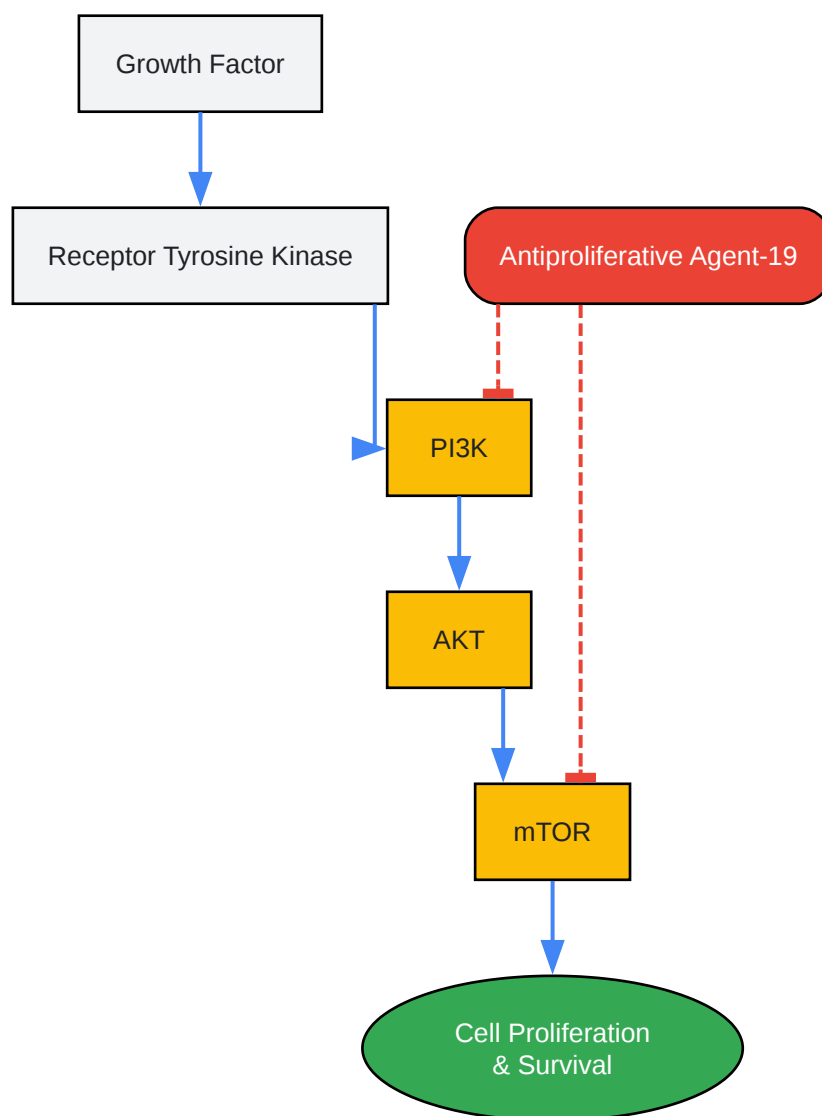 Growth Factor
Receptor Tyrosine Kinase
Antiproliferative Agent-19
PI3K
AKT
mTOR
Cell Proliferation
& Survival